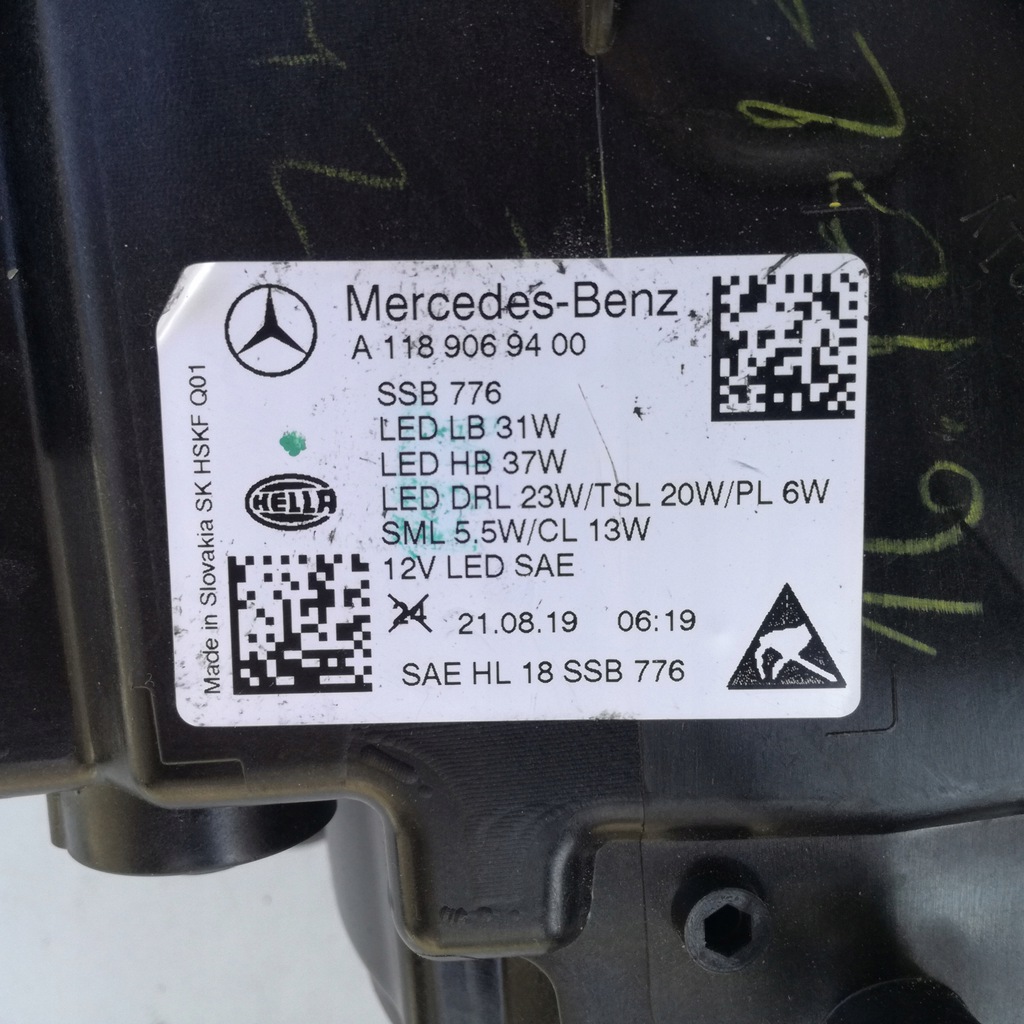 Mercedes-Benz
A 118 906 94 00
SSB 776
LED LB 31W
LED HB 37W
LED DRL 23W/TSL 20W/PL 6W
SML 5,5W/CL 13W
12V LED SAE
24 21.08.19 06:19
SAE HL 18 SSB 776
HELLA
Made in Slovakia SK HSKF Q01